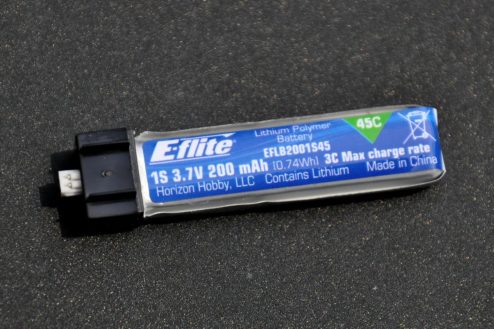 E-flite
Lithium Polymer
Battery
EFLB2001S45
45C
1S 3.7V 200 mAh (0.74Wh) 3C Max charge rate
Horizon Hobby, LLC Contains Lithium Made in China